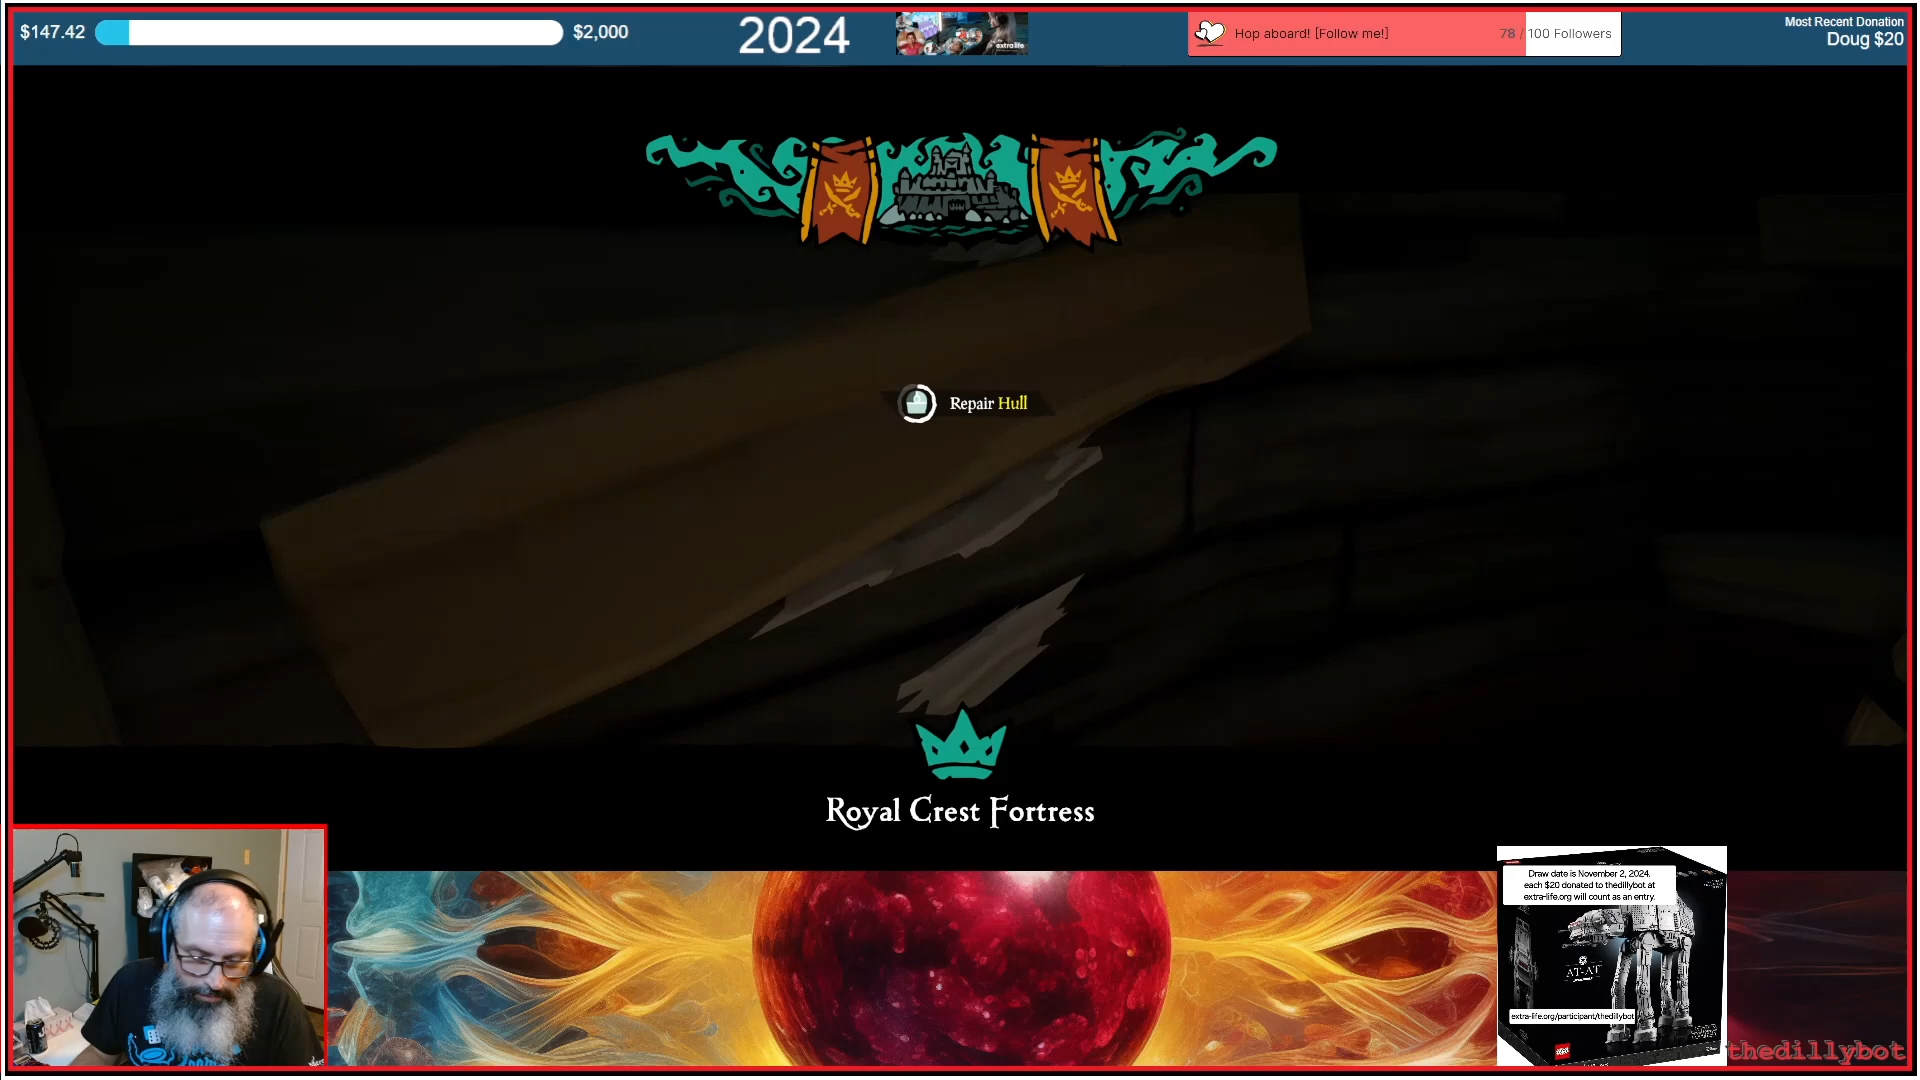 $147.42
$2,000
2024
extralife
Hop aboard! [Follow me!]
78 / 100 Followers
Most Recent Donation
Doug $20
Repair Hull
Royal Crest Fortress
Draw date is November 2, 2024.
each $20 donated to thedillybot at
extra-life.org will count as an entry.
AT-AT
extra-life.org/participant/thedillybot
LEGO
thedillybot